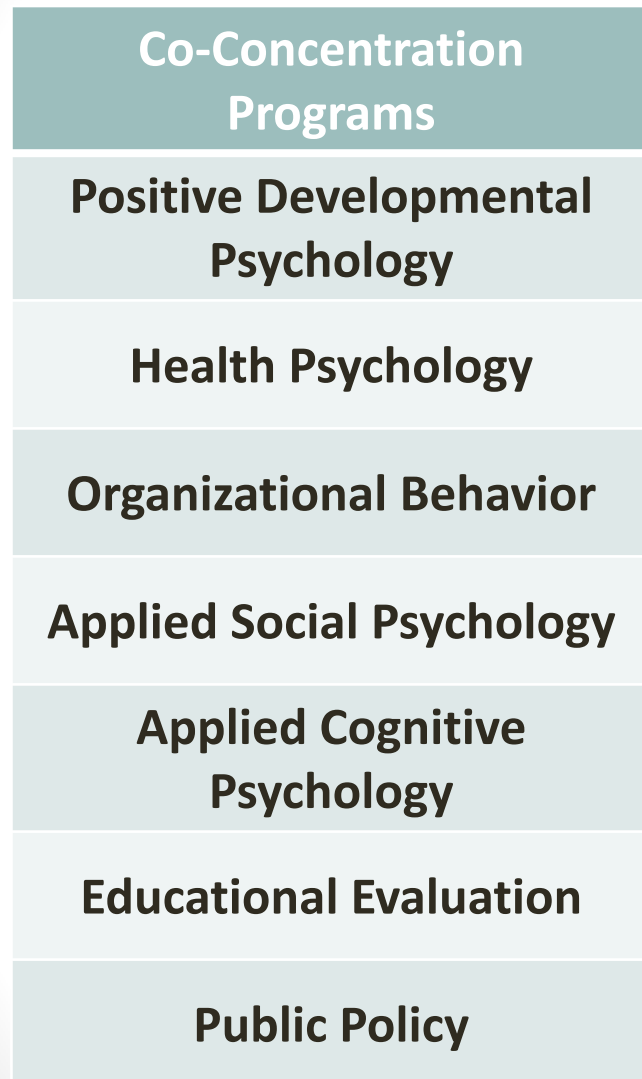 Co-Concentration
Programs
Positive Developmental
Psychology
Health Psychology
Organizational Behavior
Applied Social Psychology
Applied Cognitive
Psychology
Educational Evaluation
Public Policy